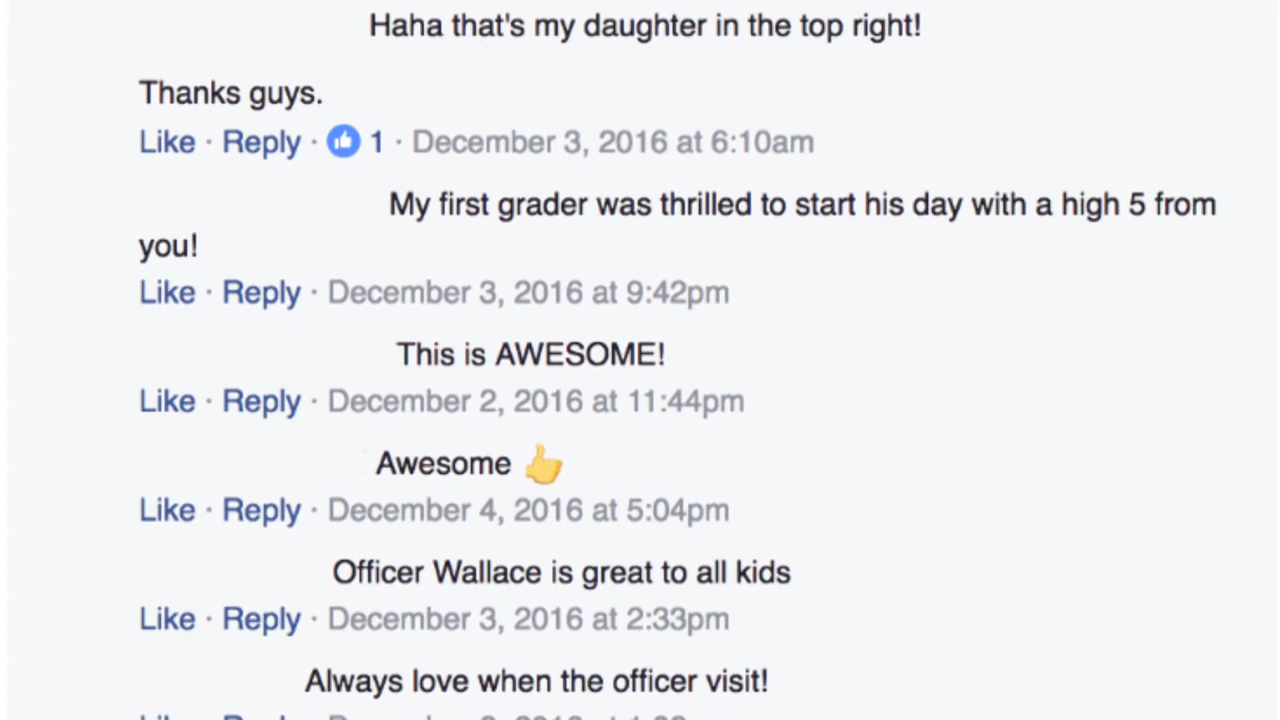 Haha that's my daughter in the top right!
Thanks guys.
Like · Reply · 1 · December 3, 2016 at 6:10am
My first grader was thrilled to start his day with a high 5 from
you!
Like · Reply · December 3, 2016 at 9:42pm
This is AWESOME!
Like · Reply · December 2, 2016 at 11:44pm
Awesome 👍
Like · Reply · December 4, 2016 at 5:04pm
Officer Wallace is great to all kids
Like · Reply · December 3, 2016 at 2:33pm
Always love when the officer visit!